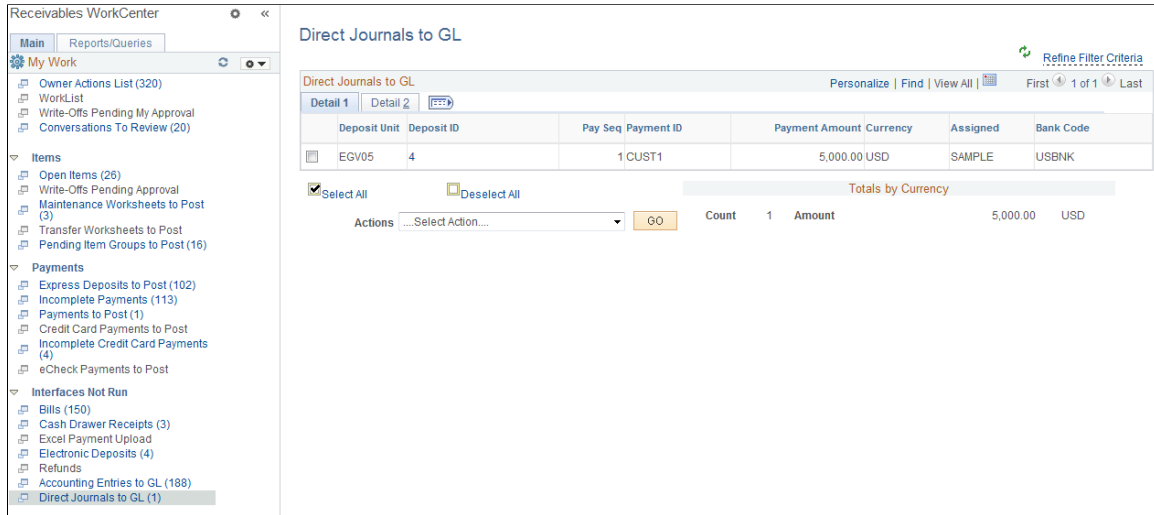 Receivables WorkCenter
«
Main
Reports/Queries
My Work
Owner Actions List (320)
WorkList
Write-Offs Pending My Approval
Conversations To Review (20)
Items
Open Items (26)
Write-Offs Pending Approval
Maintenance Worksheets to Post
(3)
Transfer Worksheets to Post
Pending Item Groups to Post (16)
Payments
Express Deposits to Post (102)
Incomplete Payments (113)
Payments to Post (1)
Credit Card Payments to Post
Incomplete Credit Card Payments
(4)
eCheck Payments to Post
Interfaces Not Run
Bills (150)
Cash Drawer Receipts (3)
Excel Payment Upload
Electronic Deposits (4)
Refunds
Accounting Entries to GL (188)
Direct Journals to GL (1)
Direct Journals to GL
Refine Filter Criteria
Direct Journals to GL Personalize | Find | View All | First 1 of 1 Last
Detail 1 Detail 2
Deposit Unit Deposit ID Pay Seq Payment ID Payment Amount Currency Assigned Bank Code
EGV05 4 1 CUST1 5,000.00 USD SAMPLE USBNK
Select All Deselect All Totals by Currency
Actions ....Select Action.... GO Count 1 Amount 5,000.00 USD